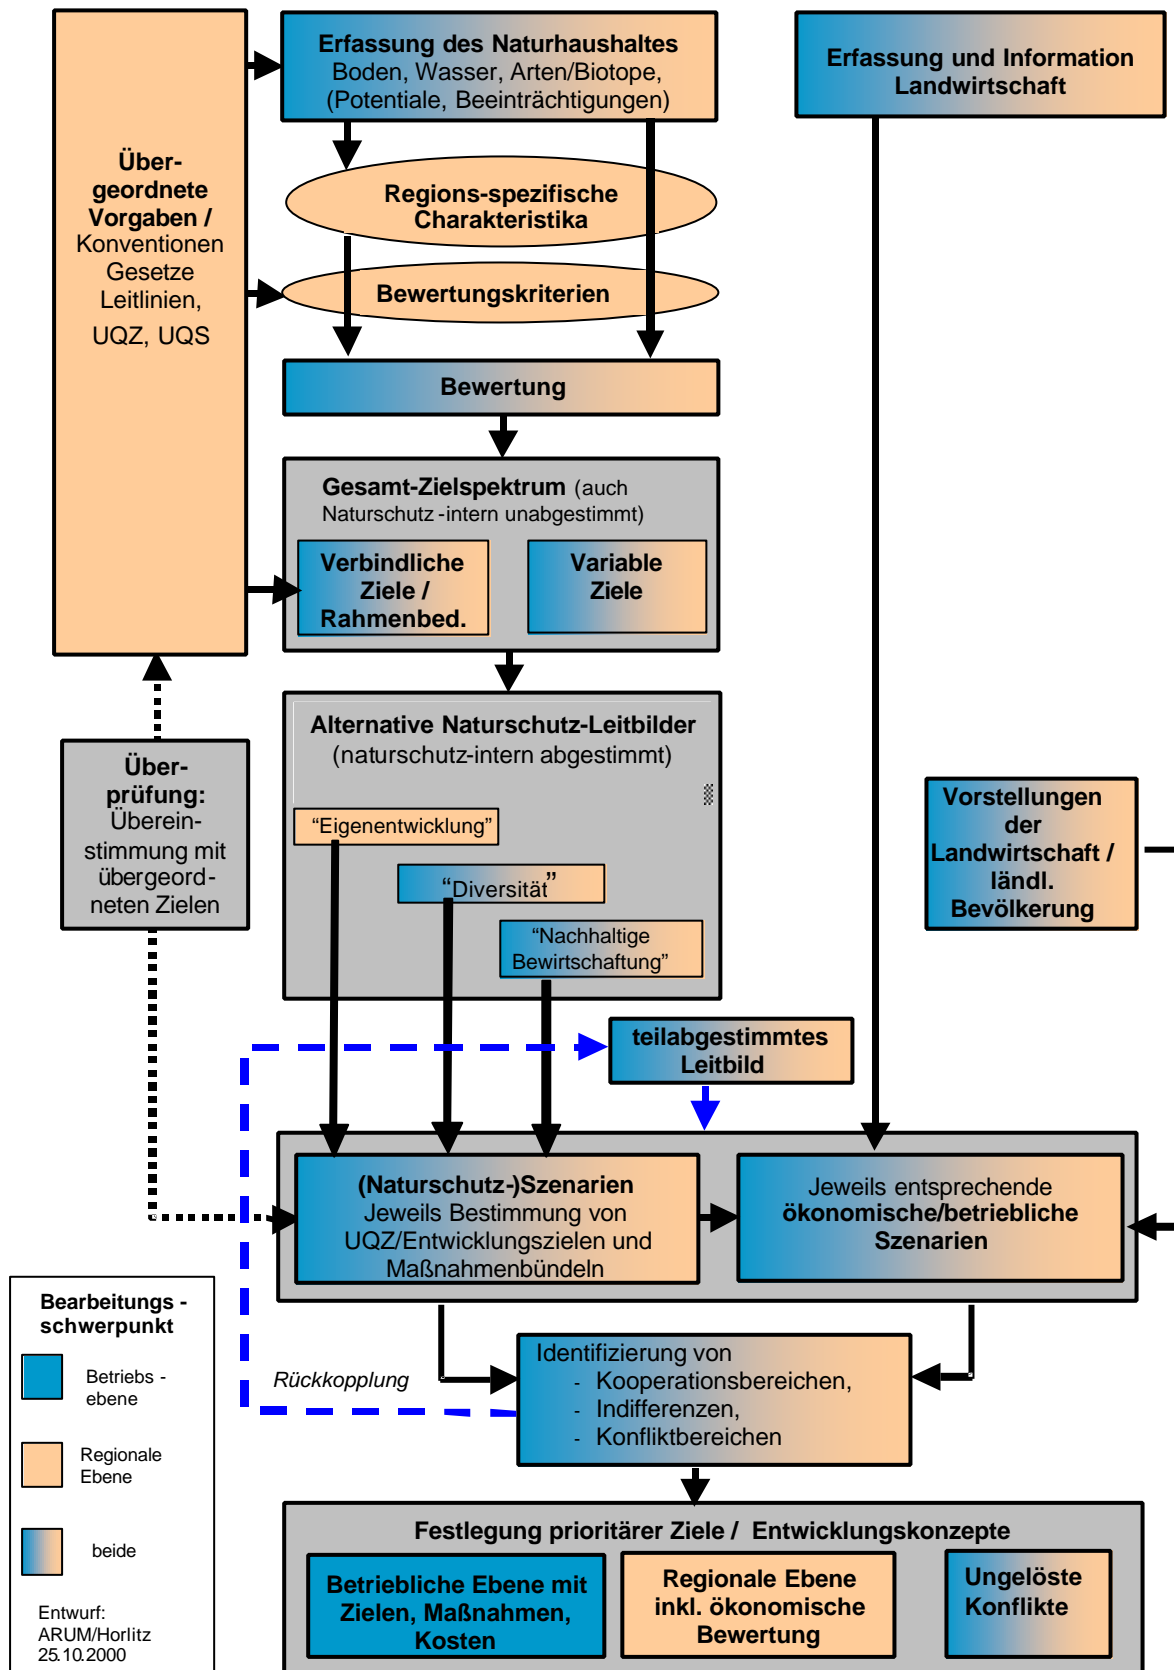 Erfassung des Naturhaushaltes
Boden, Wasser, Arten/Biotope,
(Potentiale, Beeinträchtigungen)
Erfassung und Information
Landwirtschaft
Über-
geordnete
Vorgaben /
Konventionen
Gesetze
Leitlinien,
UQZ, UQS
Regions-spezifische
Charakteristika
Bewertungskriterien
Bewertung
Gesamt-Zielspektrum (auch
Naturschutz -intern unabgestimmt)
Verbindliche
Ziele /
Rahmenbed.
Variable
Ziele
Alternative Naturschutz-Leitbilder
(naturschutz-intern abgestimmt)
“Eigenentwicklung”
“Diversität”
“Nachhaltige
Bewirtschaftung”
Über-
prüfung:
Überein-
stimmung mit
übergeord-
neten Zielen
Vorstellungen
der
Landwirtschaft /
ländl.
Bevölkerung
teilabgestimmtes
Leitbild
(Naturschutz-)Szenarien
Jeweils Bestimmung von
UQZ/Entwicklungszielen und
Maßnahmenbündeln
Jeweils entsprechende
ökonomische/betriebliche
Szenarien
Rückkopplung
Identifizierung von
- Kooperationsbereichen,
- Indifferenzen,
- Konfliktbereichen
Festlegung prioritärer Ziele / Entwicklungskonzepte
Betriebliche Ebene mit
Zielen, Maßnahmen,
Kosten
Regionale Ebene
inkl. ökonomische
Bewertung
Ungelöste
Konflikte
Bearbeitungs -
schwerpunkt
Betriebs -
ebene
Regionale
Ebene
beide
Entwurf:
ARUM/Horlitz
25.10.2000